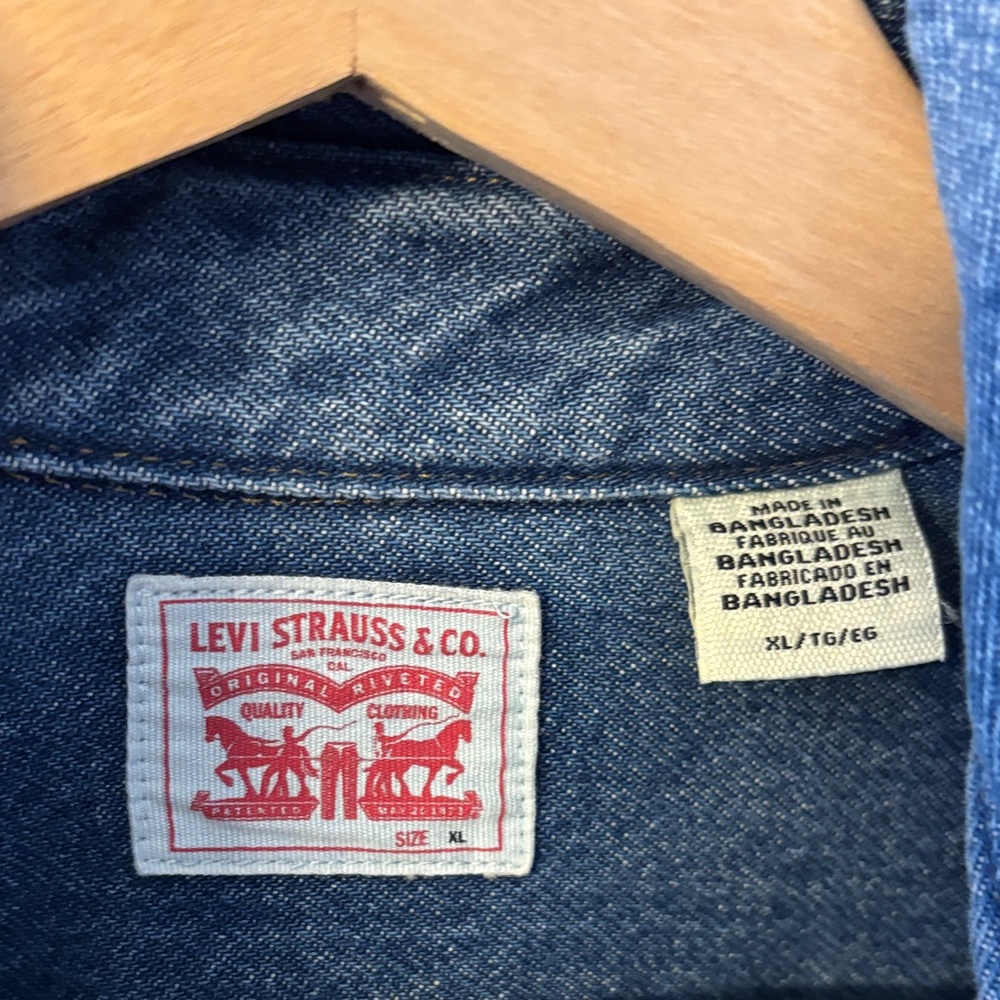 LEVI STRAUSS & CO.
SAN FRANCISCO
CAL.
ORIGINAL RIVETED
QUALITY CLOTHING
PATENTED MAY 20 1873
SIZE XL
MADE IN
BANGLADESH
FABRIQUE AU
BANGLADESH
FABRICADO EN
BANGLADESH
XL/TG/EG